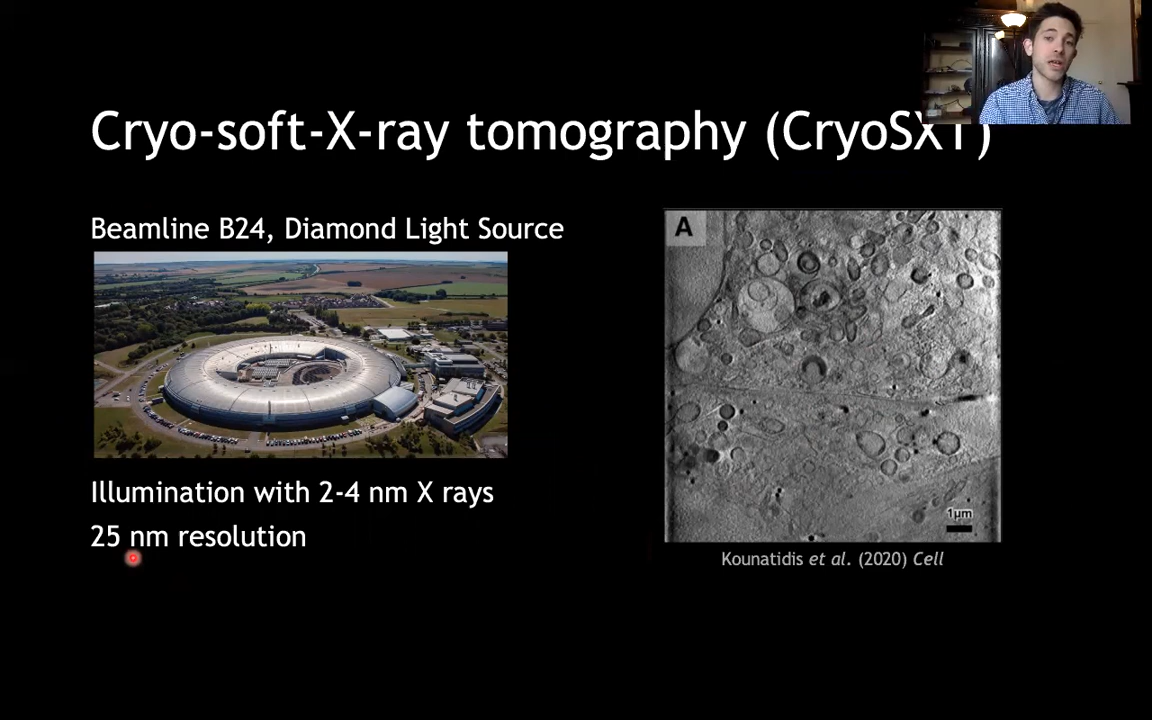 Cryo-soft-X-ray tomography (CryoSXT)
Beamline B24, Diamond Light Source
A
1µm
Illumination with 2-4 nm X rays
25 nm resolution
Kounatidis et al. (2020) Cell